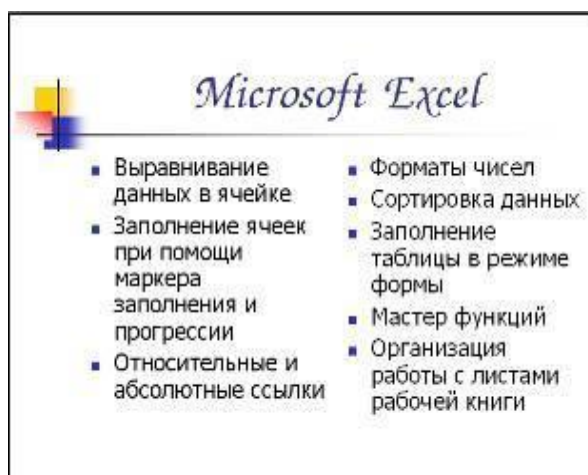 Microsoft Excel
Выравнивание
данных в ячейке
Заполнение ячеек
при помощи
маркера
заполнения и
прогрессии
Относительные и
абсолютные ссылки
Форматы чисел
Сортировка данных
Заполнение
таблицы в режиме
формы
Мастер функций
Организация
работы с листами
рабочей книги